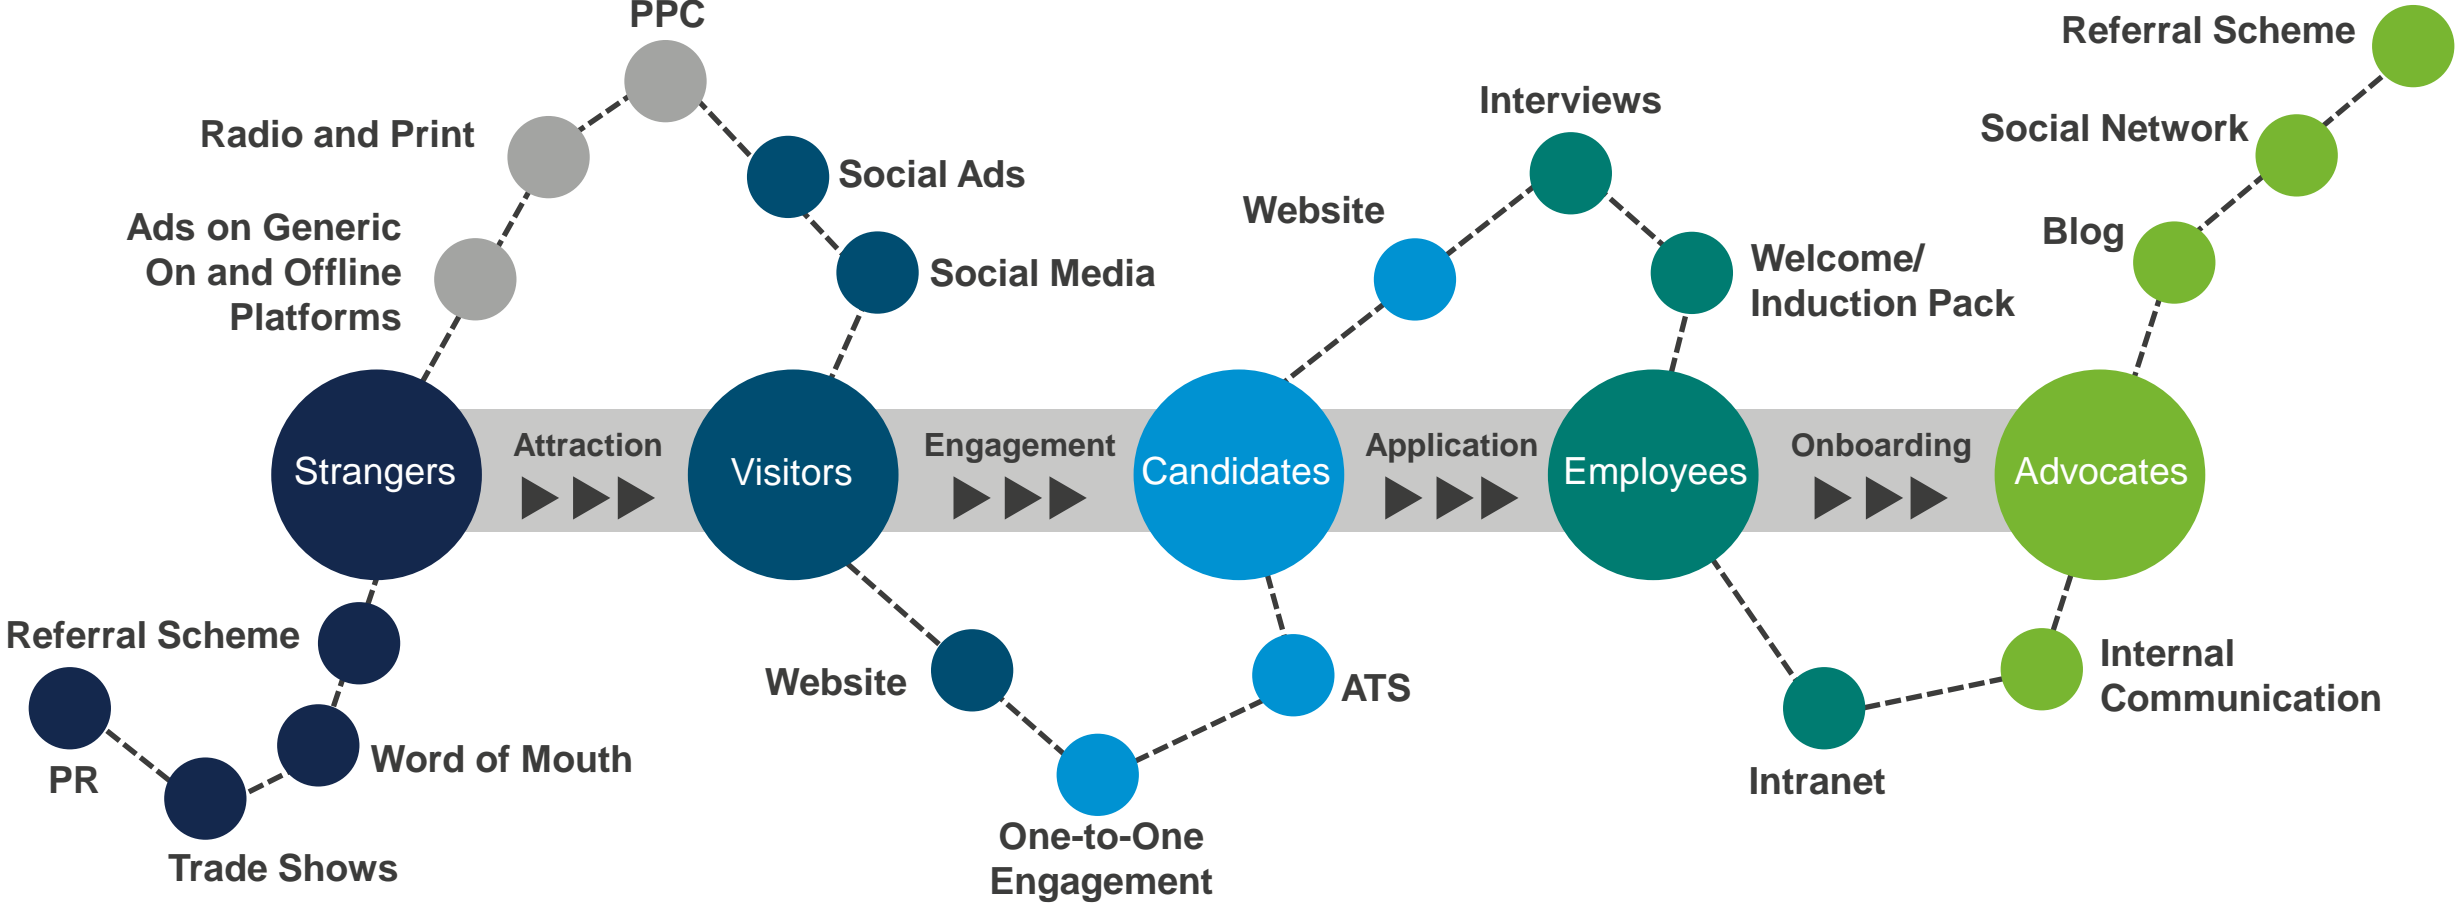 PPC
Radio and Print
Ads on Generic
On and Offline
Platforms
Social Ads
Social Media
Website
Interviews
Welcome/
Induction Pack
Referral Scheme
Social Network
Blog
Strangers
Attraction
Visitors
Engagement
Candidates
Application
Employees
Onboarding
Advocates
Referral Scheme
PR
Word of Mouth
Trade Shows
Website
One-to-One
Engagement
ATS
Intranet
Internal
Communication